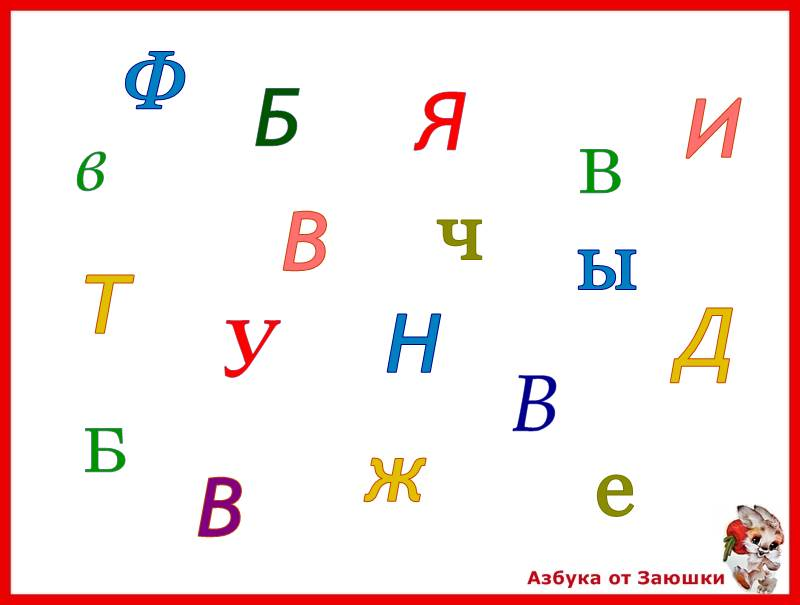 Ф
Б Я И
в В
В ч ы
Т У Н Д
В
Б В ж е
Азбука от Заюшки